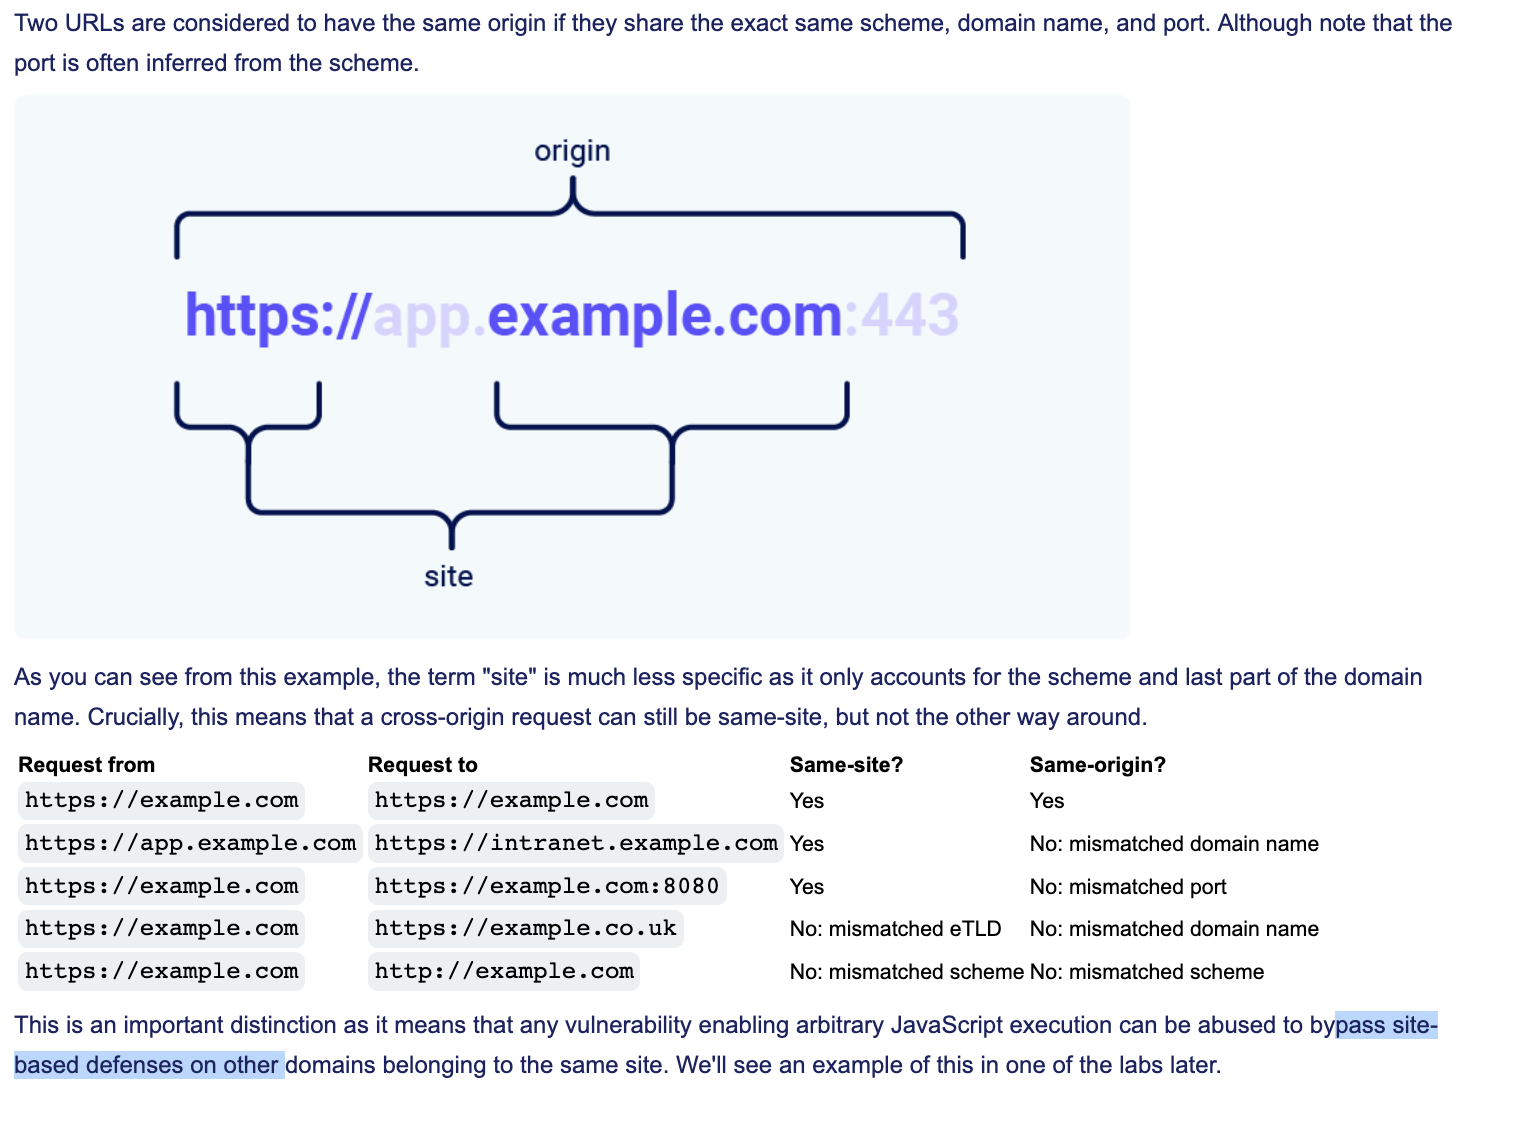 Two URLs are considered to have the same origin if they share the exact same scheme, domain name, and port. Although note that the
port is often inferred from the scheme.
origin
https://app.example.com:443
site
As you can see from this example, the term "site" is much less specific as it only accounts for the scheme and last part of the domain
name. Crucially, this means that a cross-origin request can still be same-site, but not the other way around.
Request from Request to Same-site? Same-origin?
https://example.com https://example.com Yes Yes
https://app.example.com https://intranet.example.com Yes No: mismatched domain name
https://example.com https://example.com:8080 Yes No: mismatched port
https://example.com https://example.co.uk No: mismatched eTLD No: mismatched domain name
https://example.com http://example.com No: mismatched scheme No: mismatched scheme
This is an important distinction as it means that any vulnerability enabling arbitrary JavaScript execution can be abused to bypass site-
based defenses on other domains belonging to the same site. We'll see an example of this in one of the labs later.